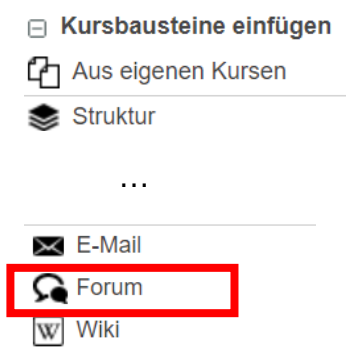 Kursbausteine einfügen
Aus eigenen Kursen
Struktur
...
E-Mail
Forum
W Wiki